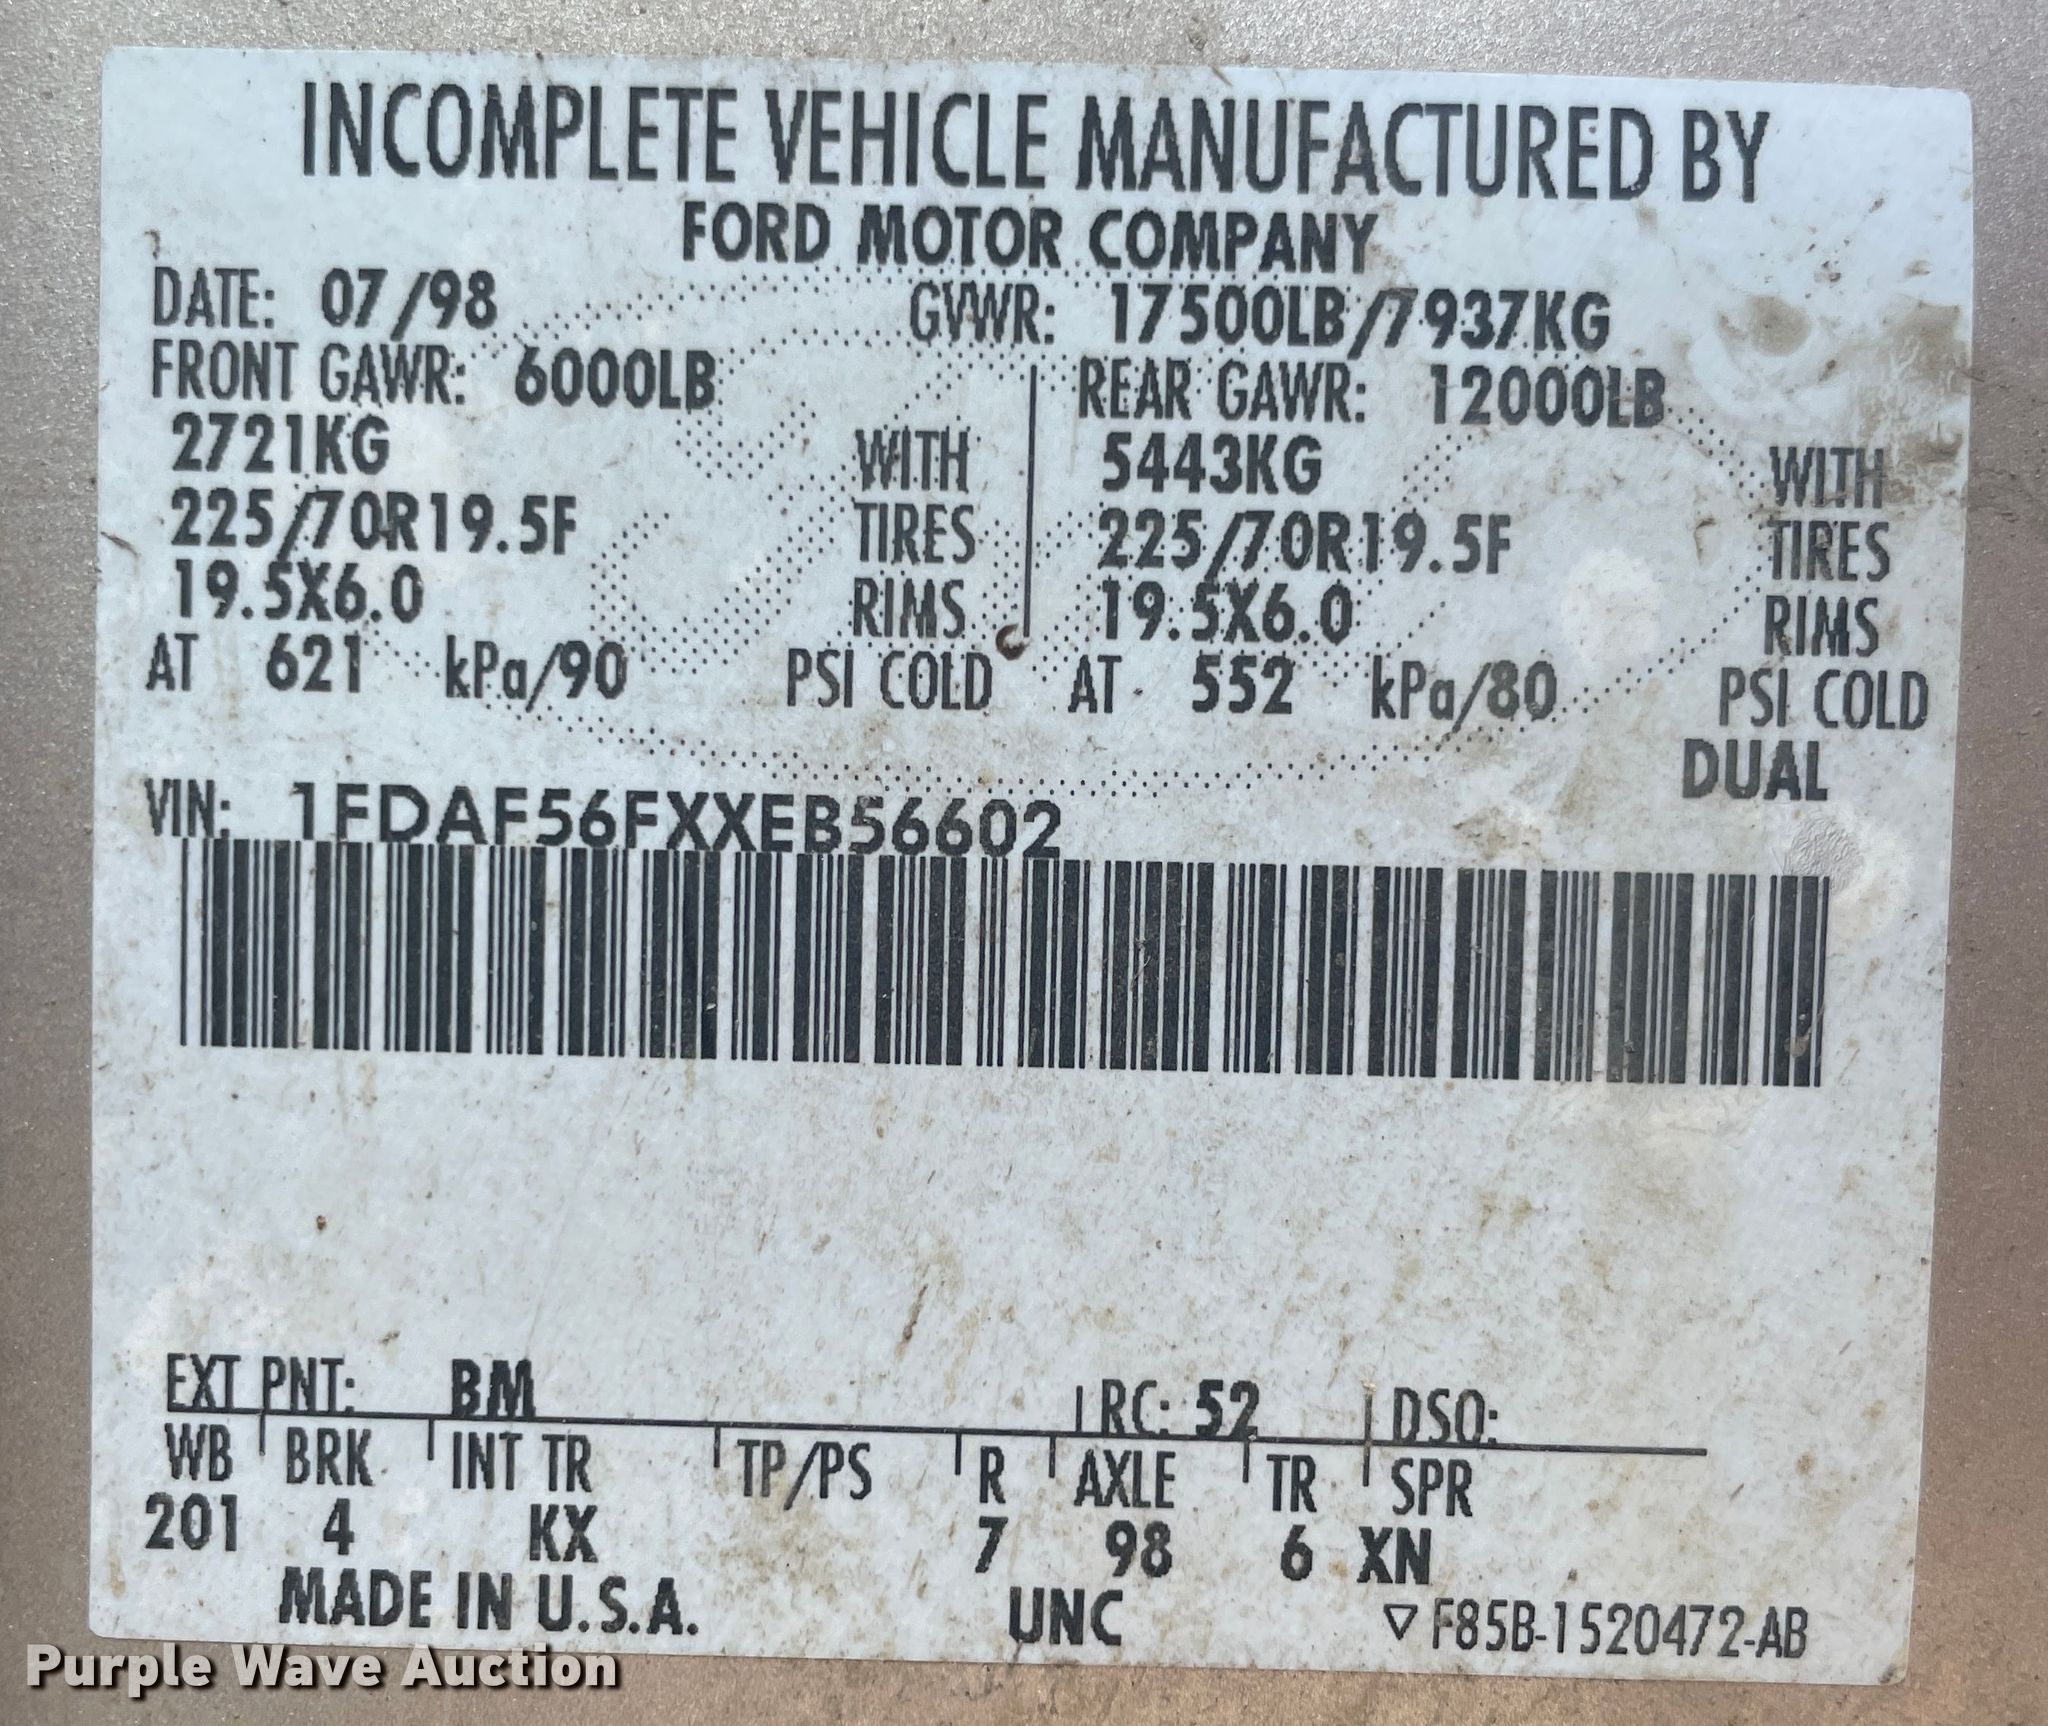 INCOMPLETE VEHICLE MANUFACTURED BY
FORD MOTOR COMPANY
DATE: 07/98 GVWR: 17500LB/7937KG
FRONT GAWR: 6000LB REAR GAWR: 12000LB
2721KG WITH 5443KG WITH
225/70R19.5F TIRES 225/70R19.5F TIRES
19.5X6.0 RIMS 19.5X6.0 RIMS
AT 621 kPa/90 PSI COLD AT 552 kPa/80 PSI COLD
DUAL
VIN: 1FDAF56FXXEB56602
EXT PNT: BM RC: 52 DSO:
WB BRK INT TR TP/PS R AXLE TR SPR
201 4 KX 7 98 6 XN
MADE IN U.S.A. UNC ▽ F85B-1520472-AB
Purple Wave Auction